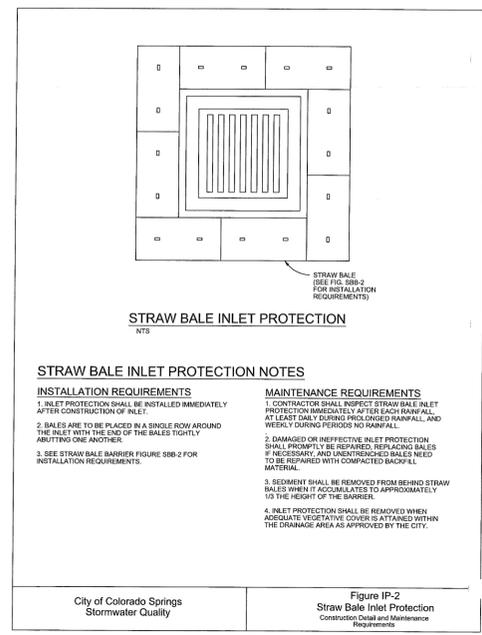 STRAW BALE
(SEE FIG. SBB-2
FOR INSTALLATION
REQUIREMENTS)
STRAW BALE INLET PROTECTION
NTS
STRAW BALE INLET PROTECTION NOTES
INSTALLATION REQUIREMENTS
1. INLET PROTECTION SHALL BE INSTALLED IMMEDIATELY
AFTER CONSTRUCTION OF INLET.
2. BALES ARE TO BE PLACED IN A SINGLE ROW AROUND
THE INLET WITH THE END OF THE BALES TIGHTLY
ABUTTING ONE ANOTHER.
3. SEE STRAW BALE BARRIER FIGURE SBB-2 FOR
INSTALLATION REQUIREMENTS.
MAINTENANCE REQUIREMENTS
1. CONTRACTOR SHALL INSPECT STRAW BALE INLET
PROTECTION IMMEDIATELY AFTER EACH RAINFALL,
AT LEAST DAILY DURING PROLONGED RAINFALL, AND
WEEKLY DURING PERIODS NO RAINFALL.
2. DAMAGED OR INEFFECTIVE INLET PROTECTION
SHALL PROMPTLY BE REPAIRED, REPLACING BALES
IF NECESSARY, AND UNENTRENCHED BALES NEED
TO BE REPAIRED WITH COMPACTED BACKFILL
MATERIAL.
3. SEDIMENT SHALL BE REMOVED FROM BEHIND STRAW
BALES WHEN IT ACCUMULATES TO APPROXIMATELY
1/3 THE HEIGHT OF THE BARRIER.
4. INLET PROTECTION SHALL BE REMOVED WHEN
ADEQUATE VEGETATIVE COVER IS ATTAINED WITHIN
THE DRAINAGE AREA AS APPROVED BY THE CITY.
City of Colorado Springs
Stormwater Quality
Figure IP-2
Straw Bale Inlet Protection
Construction Detail and Maintenance
Requirements